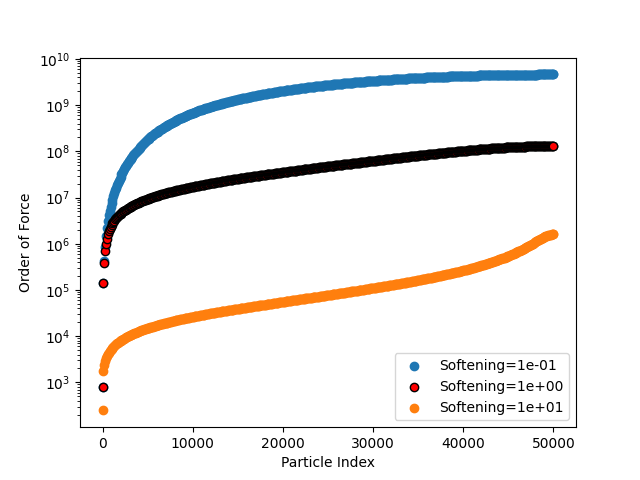 10^10
10^9
10^8
10^7
10^6
10^5
10^4
10^3
Order of Force
Softening=1e-01
Softening=1e+00
Softening=1e+01
0 10000 20000 30000 40000 50000
Particle Index